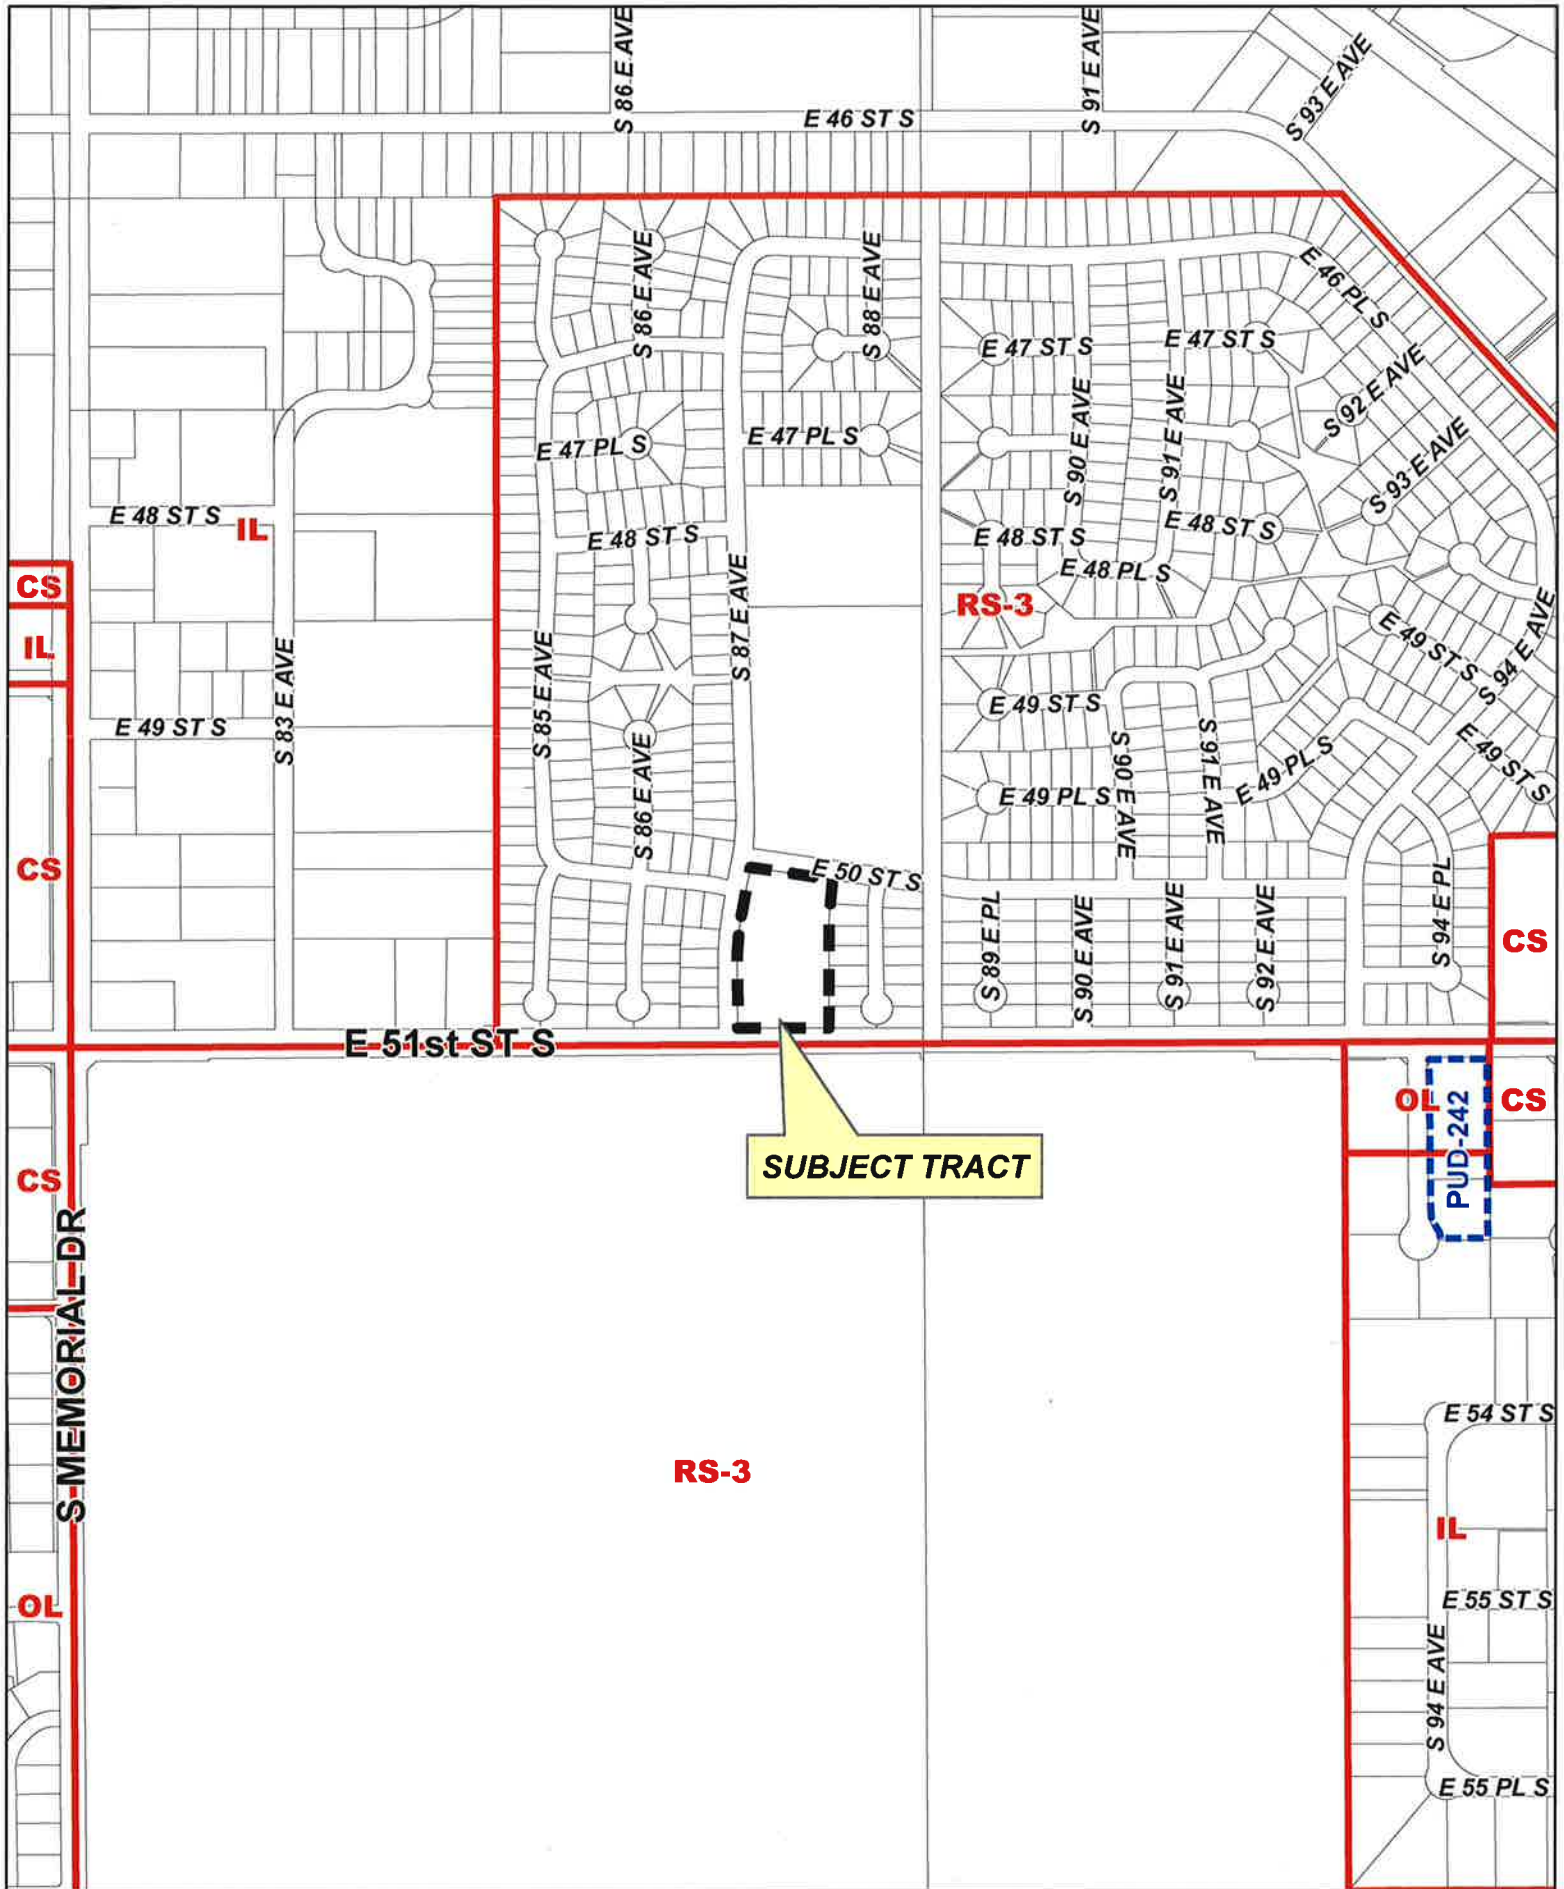 S 86 E AVE
S 91 E AVE
E 46 ST S
S 93 E AVE
S 86 E AVE
S 88 E AVE
E 46 PL S
E 47 ST S
E 47 ST S
S 92 E AVE
E 47 PL S
E 47 PL S
S 90 E AVE
S 91 E AVE
S 93 E AVE
E 48 ST S
IL
E 48 ST S
E 48 ST S
E 48 ST S
E 48 PL S
CS
RS-3
S 87 E AVE
IL
E 49 ST S
S 94 E AVE
S 85 E AVE
S 83 E AVE
E 49 ST S
E 49 ST S
E 49 ST S
S 86 E AVE
S 90 E AVE
S 91 E AVE
E 49 PL S
E 49 PL S
CS
E 50 ST S
S 89 E PL
S 90 E AVE
S 91 E AVE
S 92 E AVE
S 94 E PL
CS
E 51st ST S
OL
PUD-242
CS
SUBJECT TRACT
CS
S MEMORIAL DR
E 54 ST S
RS-3
IL
OL
E 55 ST S
S 94 E AVE
E 55 PL S